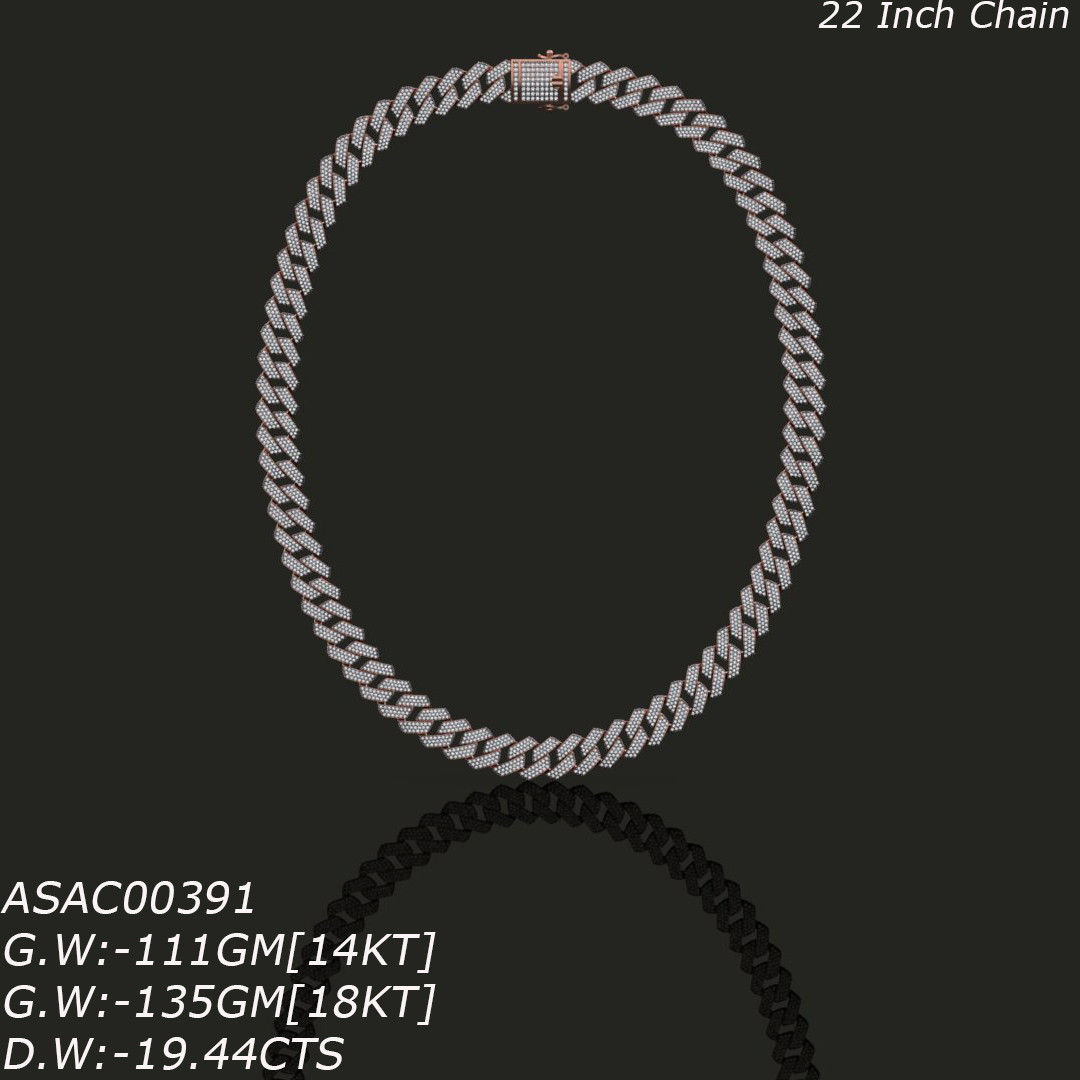 22 Inch Chain
ASAC00391
G.W:-111GM[14KT]
G.W:-135GM[18KT]
D.W:-19.44CTS